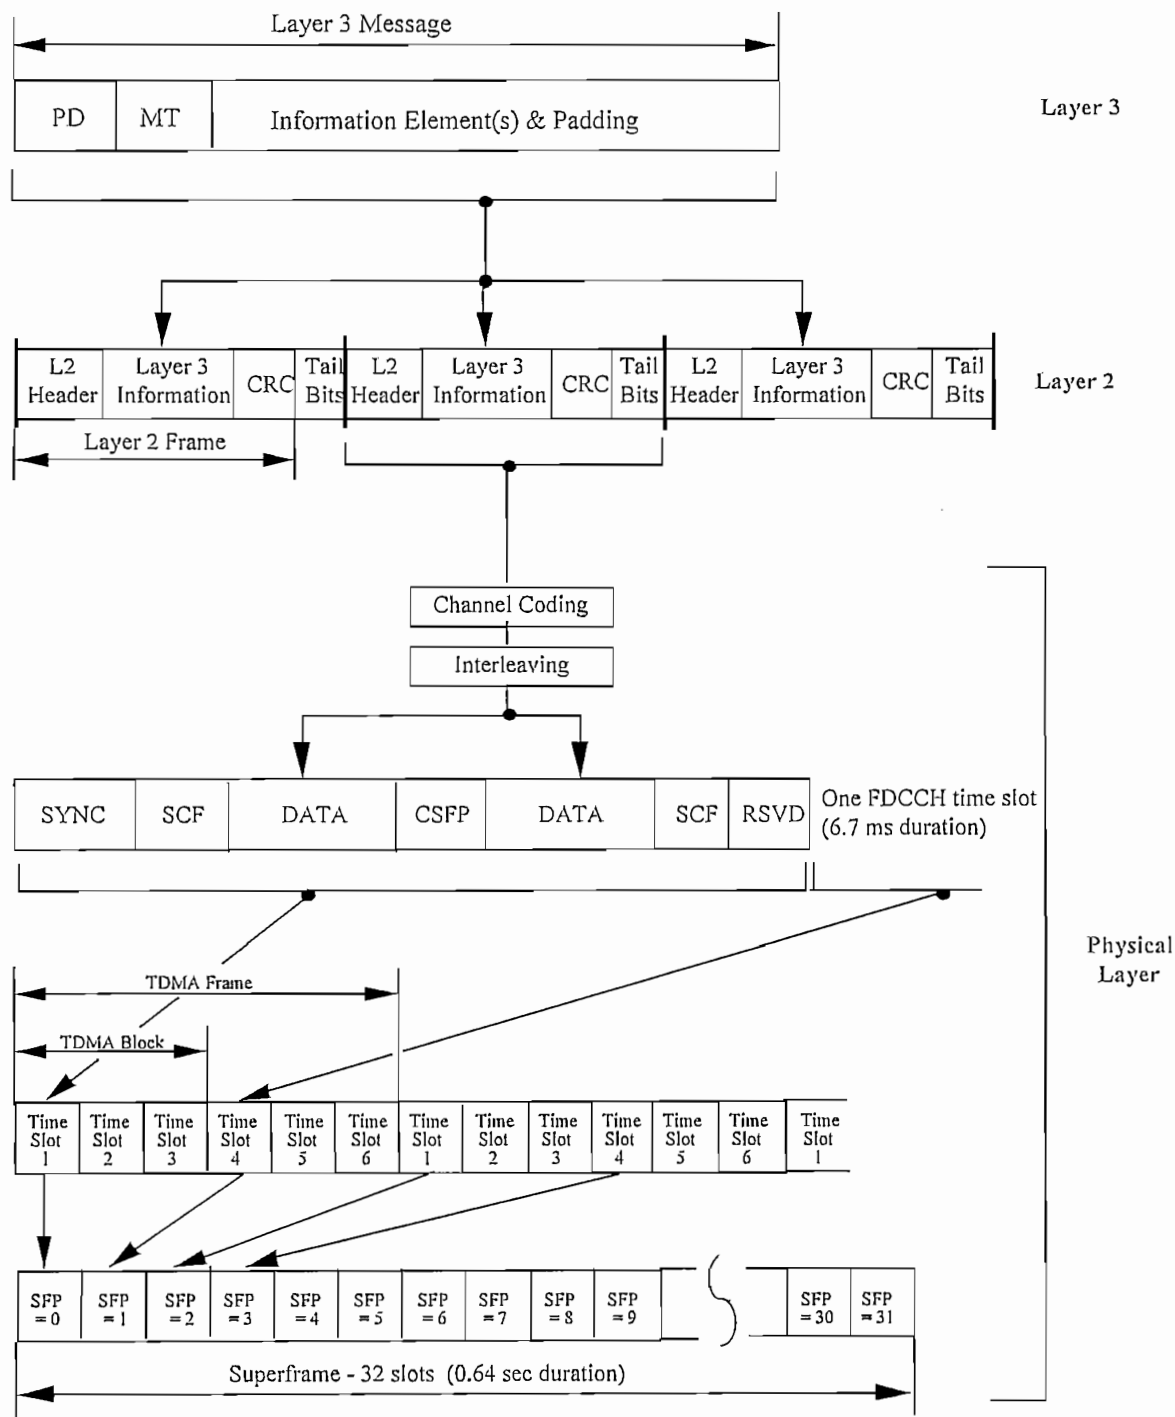 Layer 3 Message
PD MT Information Element(s) & Padding
Layer 3
L2 Header Layer 3 Information CRC Tail Bits L2 Header Layer 3 Information CRC Tail Bits L2 Header Layer 3 Information CRC Tail Bits
Layer 2
Layer 2 Frame
Channel Coding
Interleaving
SYNC SCF DATA CSFP DATA SCF RSVD
One FDCCH time slot
(6.7 ms duration)
Physical
Layer
TDMA Frame
TDMA Block
Time Slot 1 Time Slot 2 Time Slot 3 Time Slot 4 Time Slot 5 Time Slot 6 Time Slot 1 Time Slot 2 Time Slot 3 Time Slot 4 Time Slot 5 Time Slot 6 Time Slot 1
SFP =0 SFP =1 SFP =2 SFP =3 SFP =4 SFP =5 SFP =6 SFP =7 SFP =8 SFP =9 SFP =30 SFP =31
Superframe - 32 slots (0.64 sec duration)